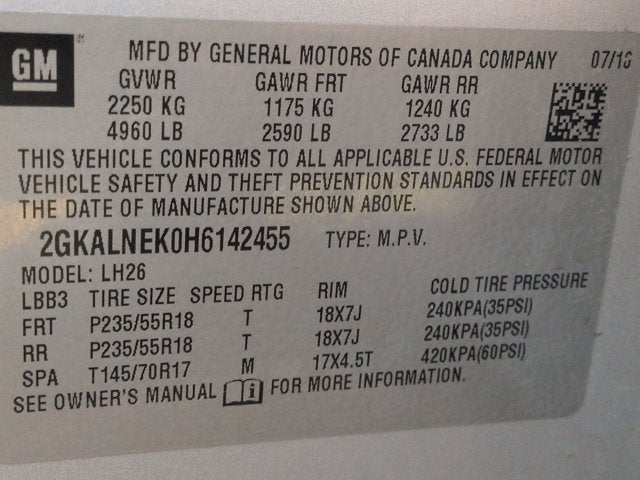 GM MFD BY GENERAL MOTORS OF CANADA COMPANY 07/16
GVWR GAWR FRT GAWR RR
2250 KG 1175 KG 1240 KG
4960 LB 2590 LB 2733 LB
THIS VEHICLE CONFORMS TO ALL APPLICABLE U.S. FEDERAL MOTOR
VEHICLE SAFETY AND THEFT PREVENTION STANDARDS IN EFFECT ON
THE DATE OF MANUFACTURE SHOWN ABOVE.
2GKALNEK0H6142455 TYPE: M.P.V.
MODEL: LH26
LBB3 TIRE SIZE SPEED RTG RIM COLD TIRE PRESSURE
FRT P235/55R18 T 18X7J 240KPA(35PSI)
RR P235/55R18 T 18X7J 240KPA(35PSI)
SPA T145/70R17 M 17X4.5T 420KPA(60PSI)
SEE OWNER'S MANUAL i FOR MORE INFORMATION.